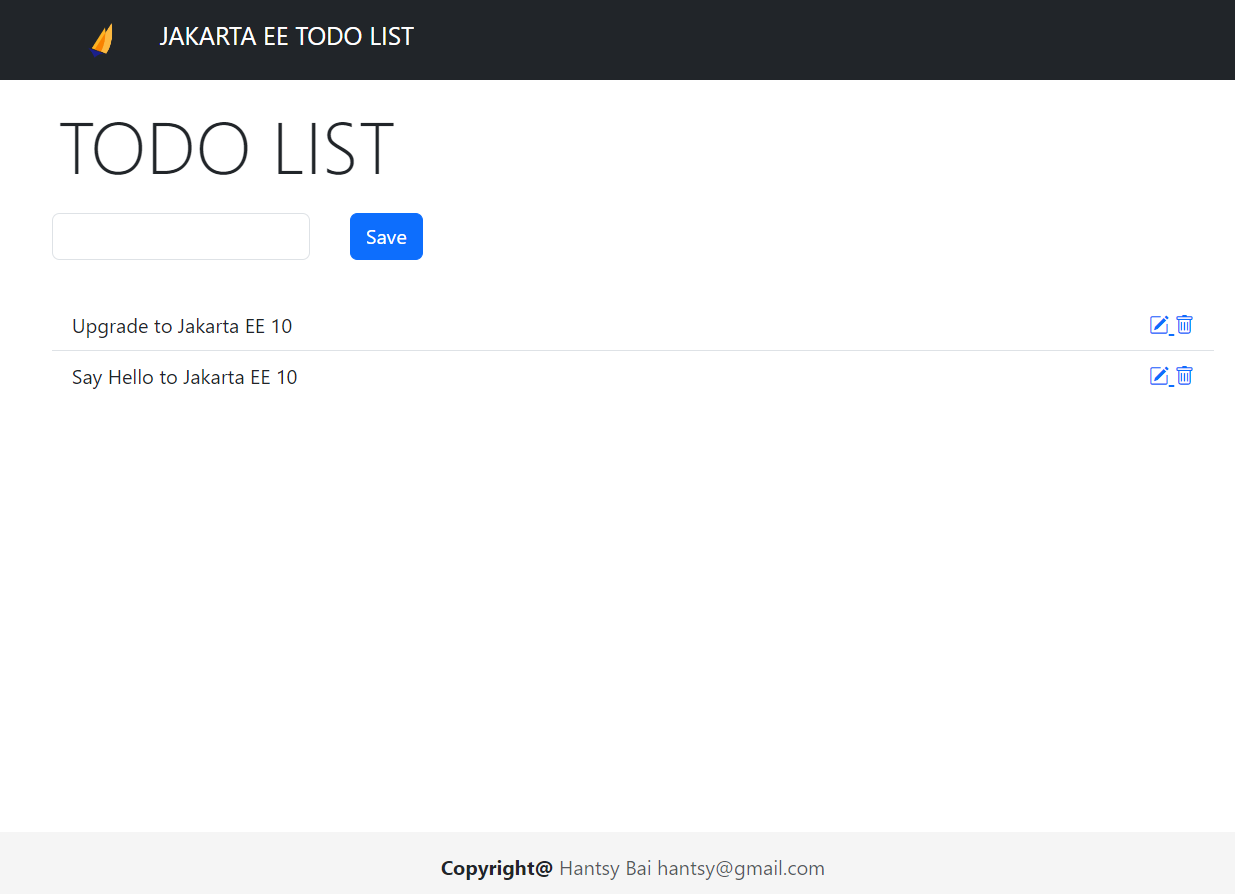 JAKARTA EE TODO LIST
TODO LIST
Save
Upgrade to Jakarta EE 10
Say Hello to Jakarta EE 10
Copyright@ Hantsy Bai hantsy@gmail.com